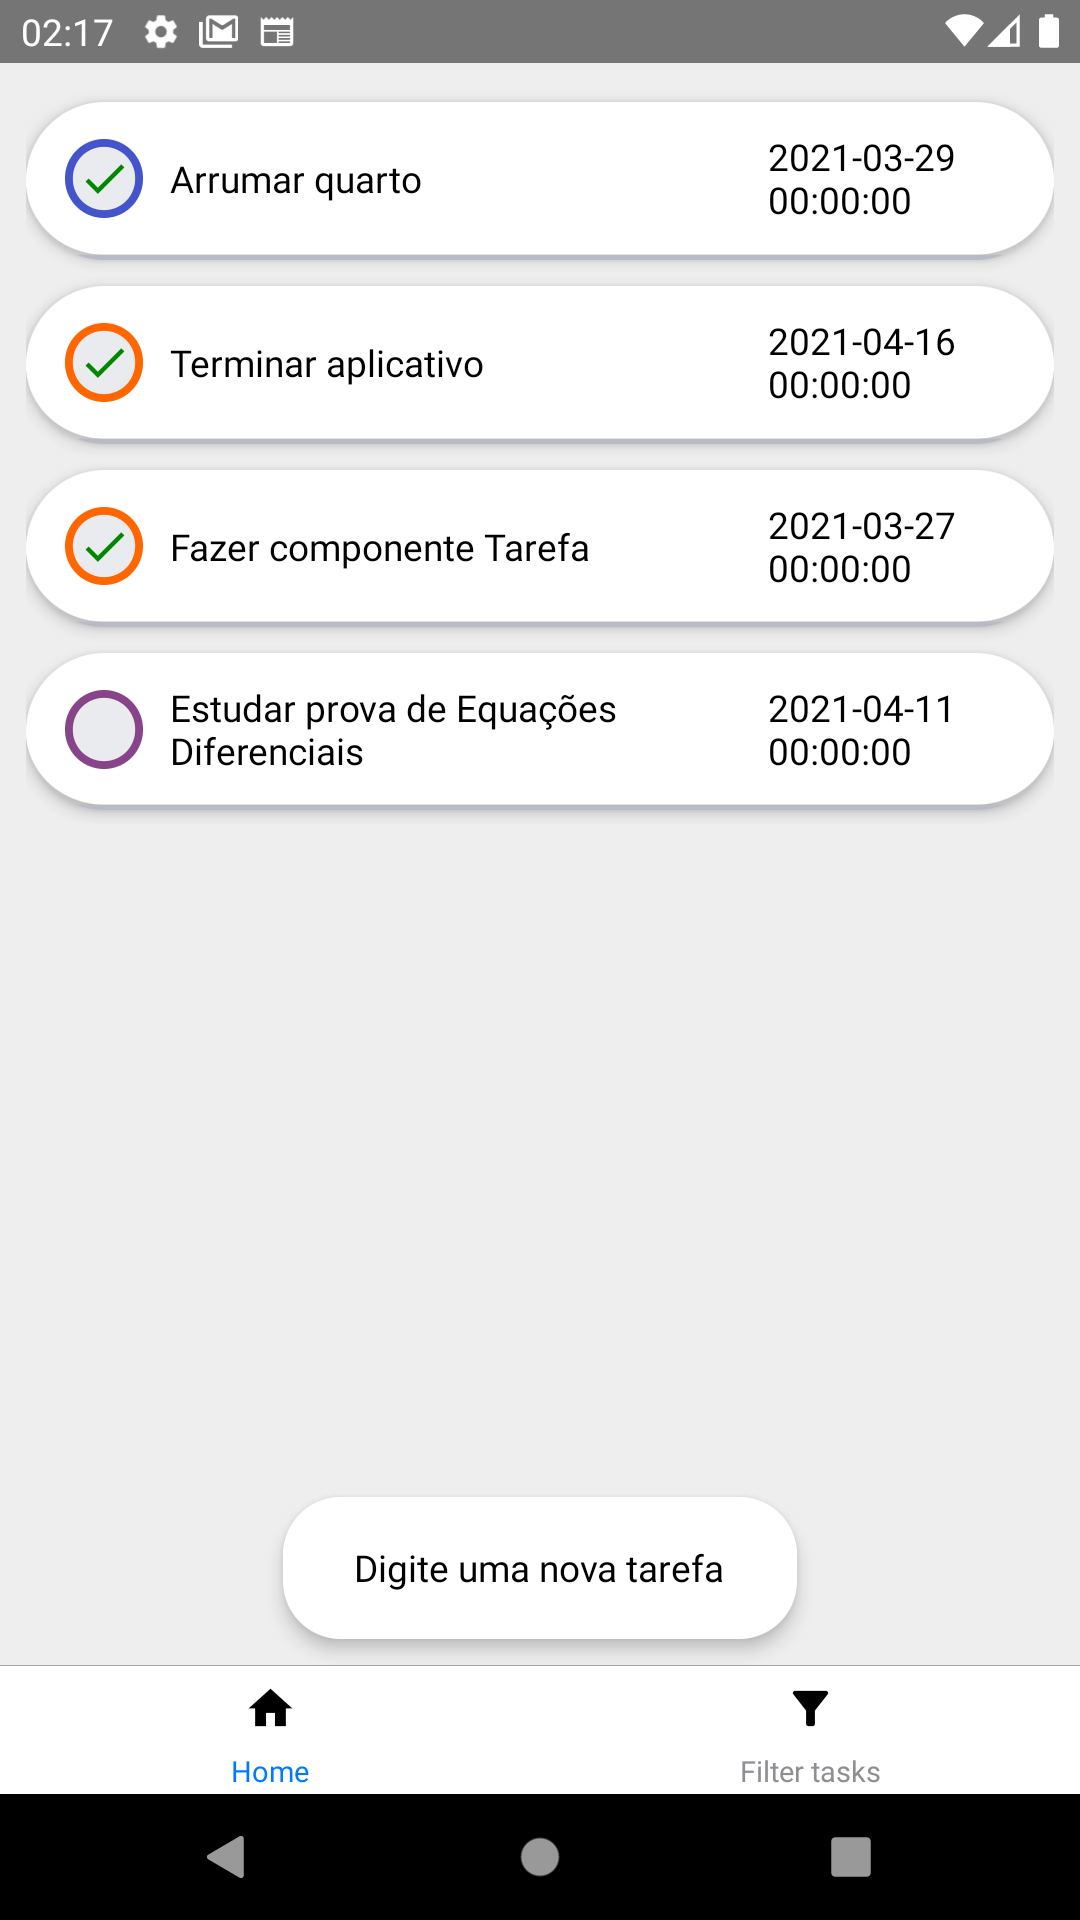 02:17
Arrumar quarto
2021-03-29
00:00:00
Terminar aplicativo
2021-04-16
00:00:00
Fazer componente Tarefa
2021-03-27
00:00:00
Estudar prova de Equações
Diferenciais
2021-04-11
00:00:00
Digite uma nova tarefa
Home
Filter tasks